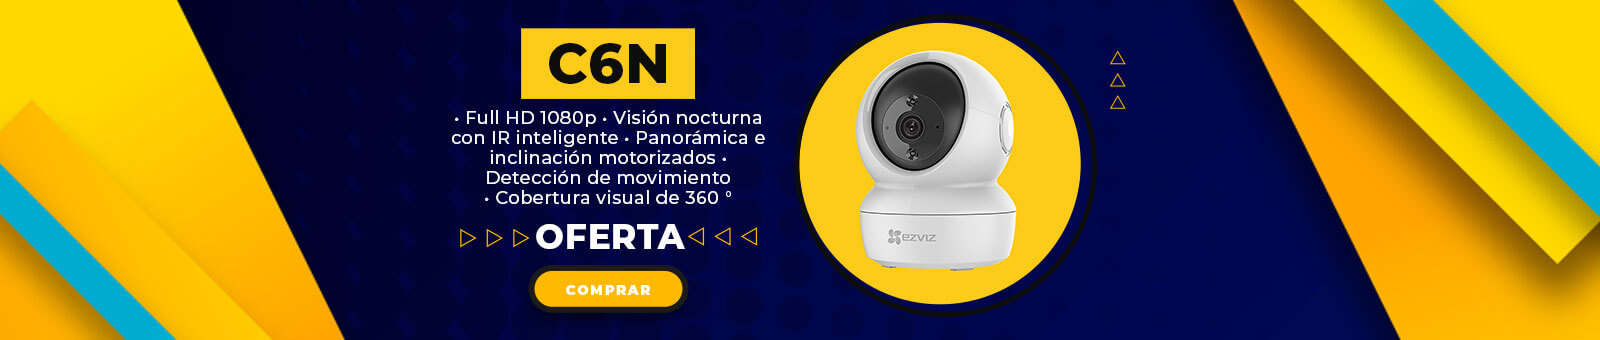 C6N
• Full HD 1080p • Visión nocturna
con IR inteligente • Panorámica e
inclinación motorizados •
Detección de movimiento
• Cobertura visual de 360 °
OFERTA
COMPRAR
ezviz